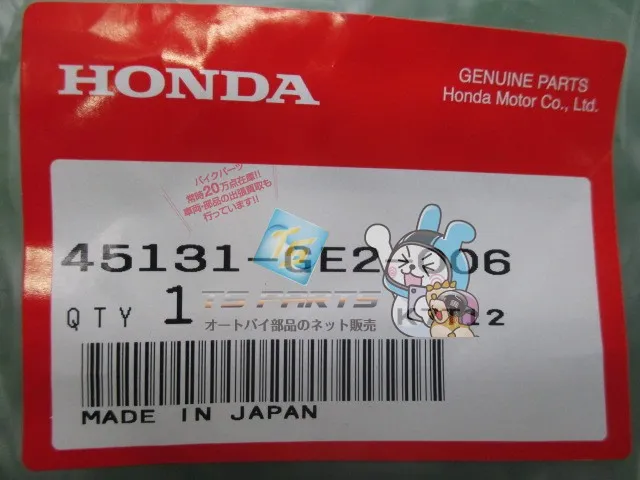 HONDA
GENUINE PARTS
Honda Motor Co., Ltd.
バイクパーツ
常時20万点在庫!!
車両・部品の出張買取も
行っています!!
TS
TS PARTS
オートバイ部品のネット販売
QTY 1
MADE IN JAPAN